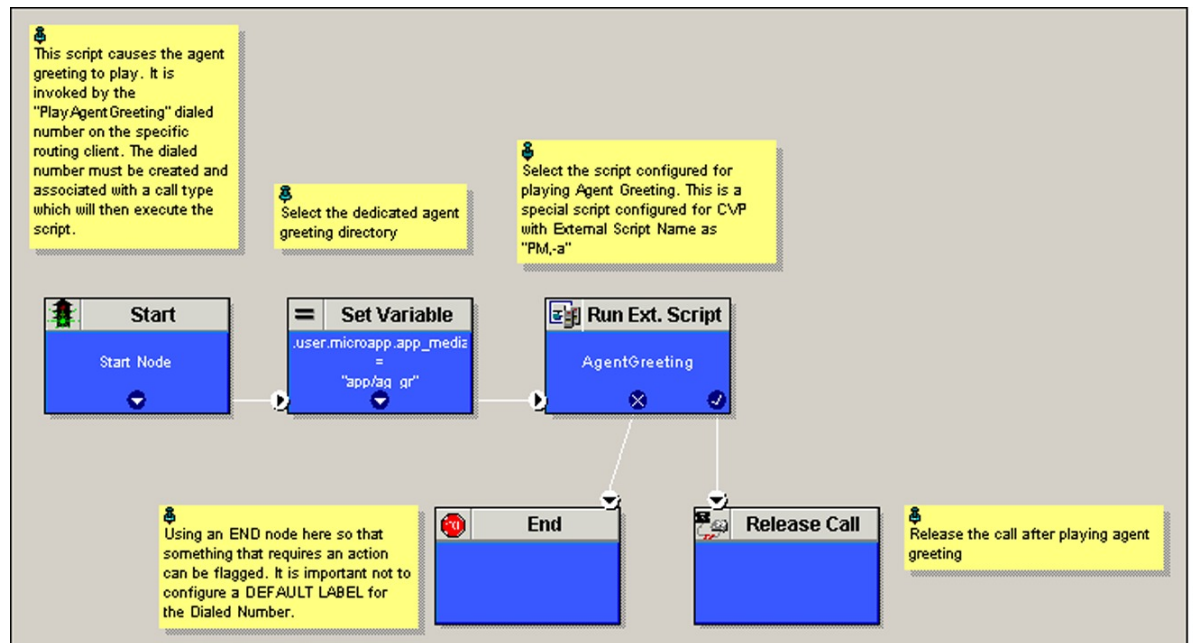 This script causes the agent
greeting to play. It is
invoked by the
"PlayAgentGreeting" dialed
number on the specific
routing client. The dialed
number must be created and
associated with a call type
which will then execute the
script.
Select the dedicated agent
greeting directory
Select the script configured for
playing Agent Greeting. This is a
special script configured for CVP
with External Script Name as
"PM,-a"
Start
Start Node
Set Variable
.user.microapp.app_media
=
"app/ag_gr"
Run Ext. Script
AgentGreeting
Using an END node here so that
something that requires an action
can be flagged. It is important not to
configure a DEFAULT LABEL for
the Dialed Number.
End
Release Call
Release the call after playing agent
greeting